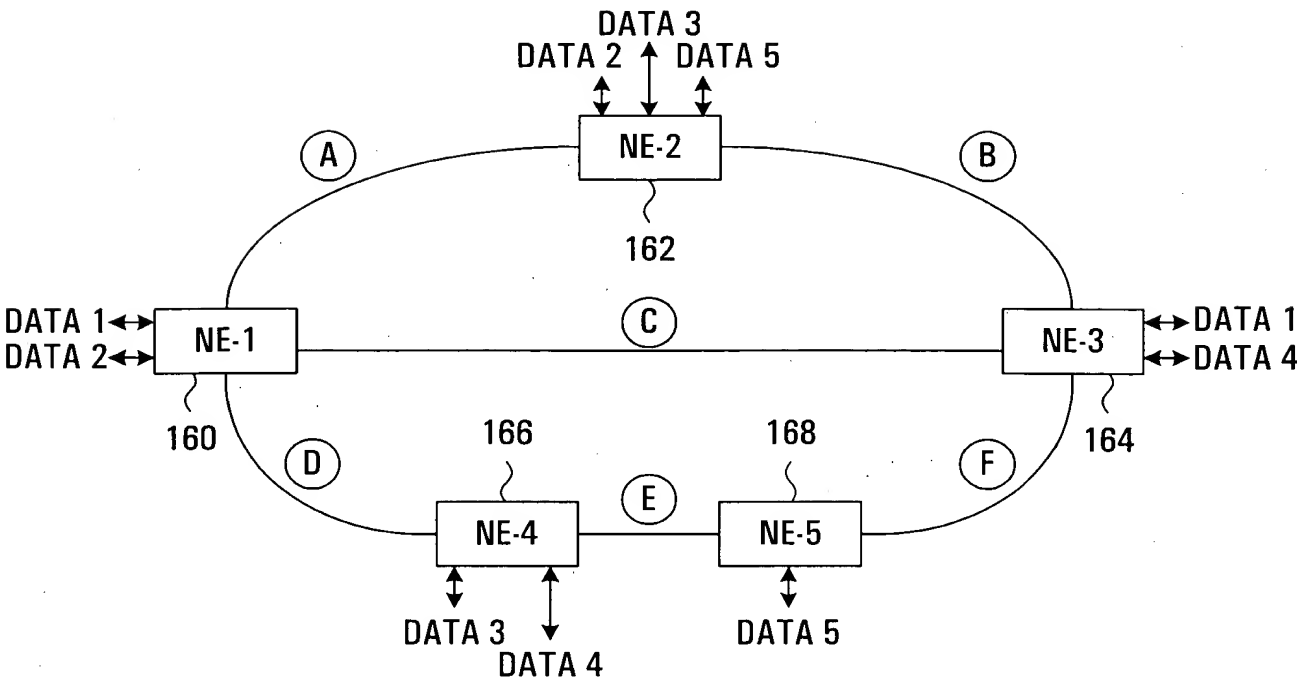 DATA 3
DATA 2
DATA 5
NE-2
162
A
B
C
DATA 1
DATA 2
NE-1
160
NE-3
164
DATA 1
DATA 4
D
166
E
168
F
NE-4
NE-5
DATA 3
DATA 4
DATA 5